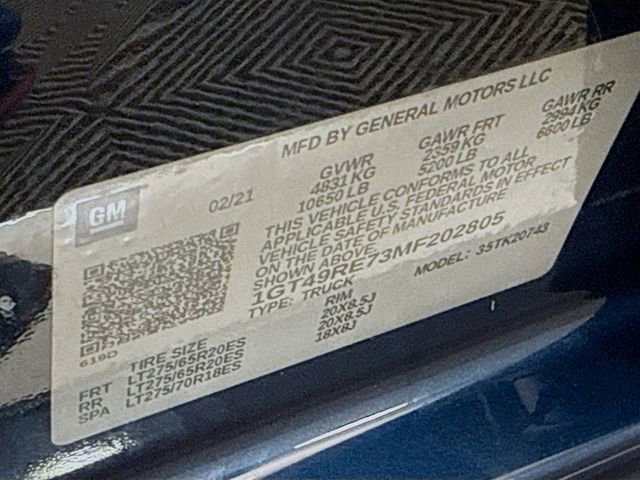 MFD BY GENERAL MOTORS LLC
GM
02/21
GVWR
4831 KG
10650 LB
GAWR FRT
2359 KG
5200 LB
GAWR RR
2994 KG
6600 LB
THIS VEHICLE CONFORMS TO ALL
APPLICABLE U.S. FEDERAL MOTOR
VEHICLE SAFETY STANDARDS IN EFFECT
ON THE DATE OF MANUFACTURE
SHOWN ABOVE.
1GT49RE73MF202805
TYPE: TRUCK
MODEL: 35TK20743
619D
TIRE SIZE RIM
FRT LT275/65R20ES 20X8.5J
RR LT275/65R20ES 20X8.5J
SPA LT275/70R18ES 18X8J